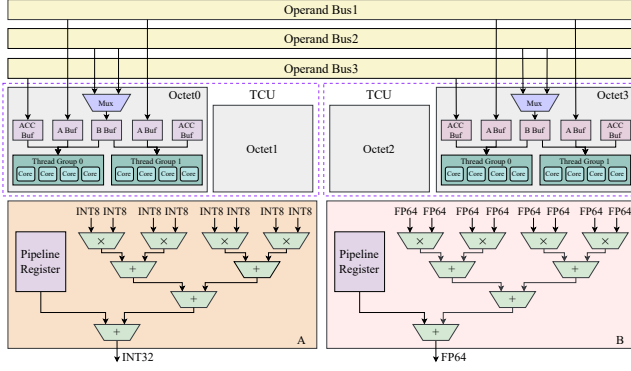 Operand Bus1
Operand Bus2
Operand Bus3
Octet0
TCU
TCU
Octet3
Mux
Mux
ACC Buf
A Buf
B Buf
A Buf
ACC Buf
Octet1
Octet2
ACC Buf
A Buf
B Buf
A Buf
ACC Buf
Thread Group 0
Thread Group 1
Thread Group 0
Thread Group 1
Core Core Core Core
Core Core Core Core
Core Core Core Core
Core Core Core Core
INT8 INT8 INT8 INT8 INT8 INT8 INT8 INT8
FP64 FP64 FP64 FP64 FP64 FP64 FP64 FP64
× × × ×
× × × ×
Pipeline
Register
+ +
+
+
A
INT32
Pipeline
Register
+ +
+
+
B
FP64